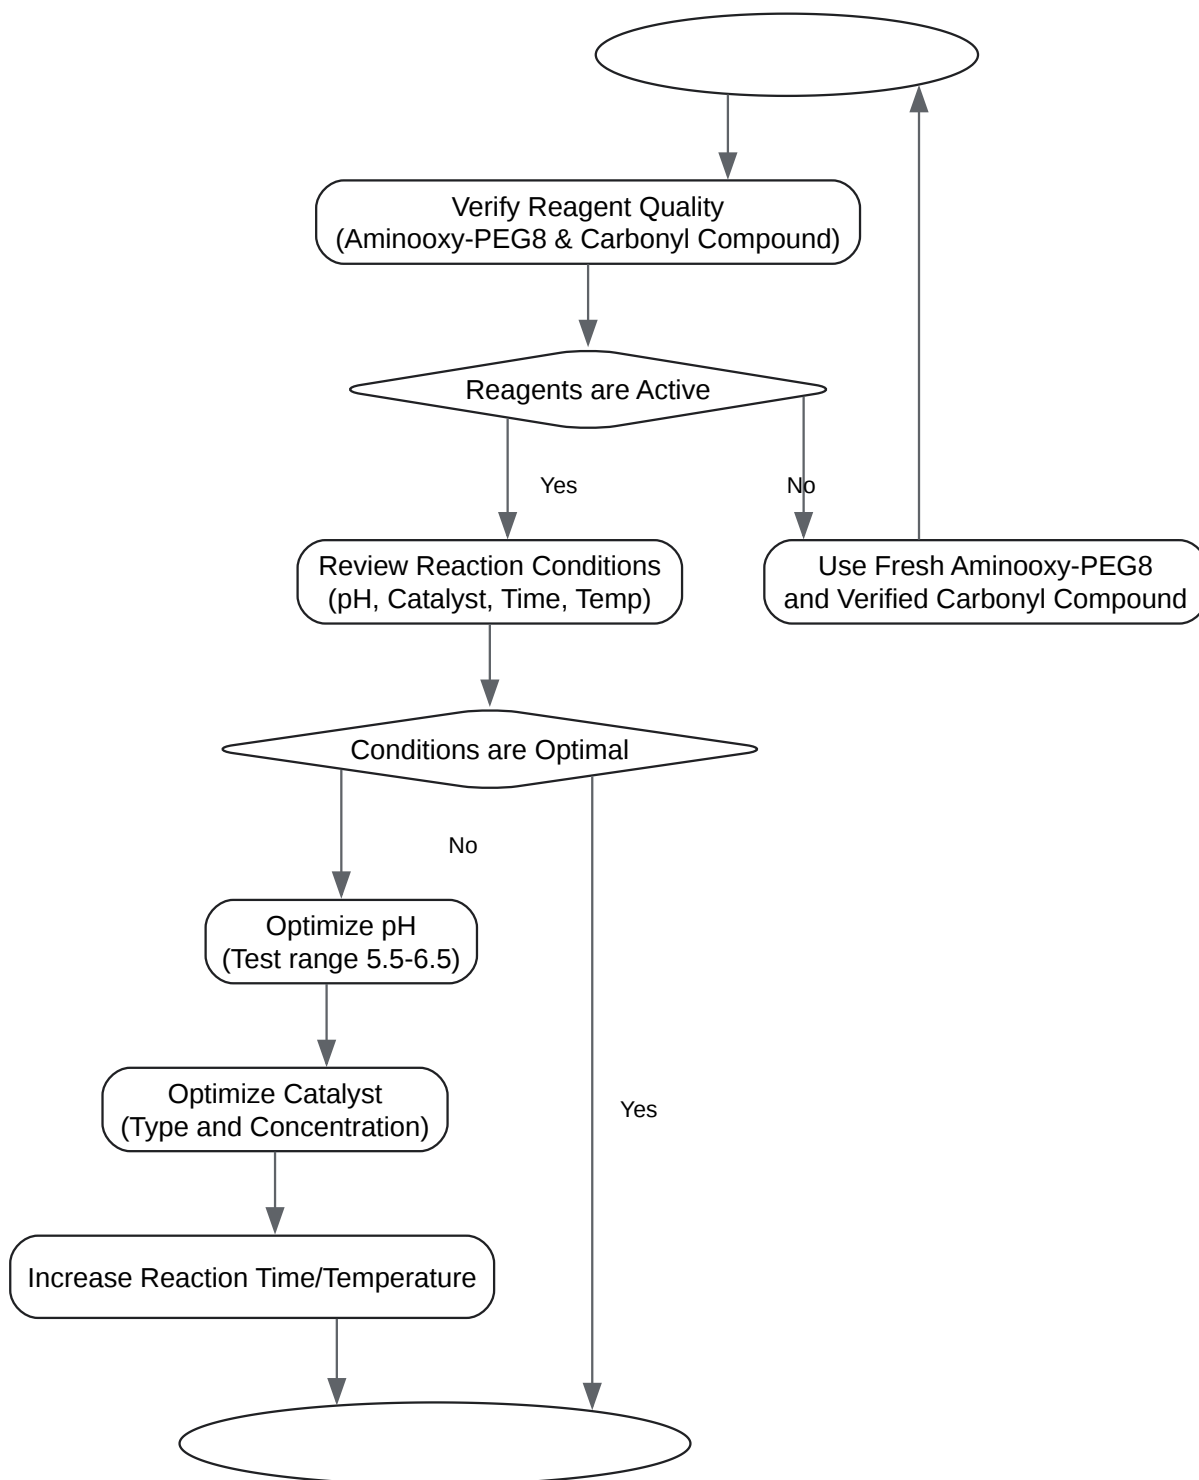 Verify Reagent Quality
(Aminooxy-PEG8 & Carbonyl Compound)
Reagents are Active
Yes
No
Review Reaction Conditions
(pH, Catalyst, Time, Temp)
Use Fresh Aminooxy-PEG8
and Verified Carbonyl Compound
Conditions are Optimal
No
Optimize pH
(Test range 5.5-6.5)
Optimize Catalyst
(Type and Concentration)
Yes
Increase Reaction Time/Temperature